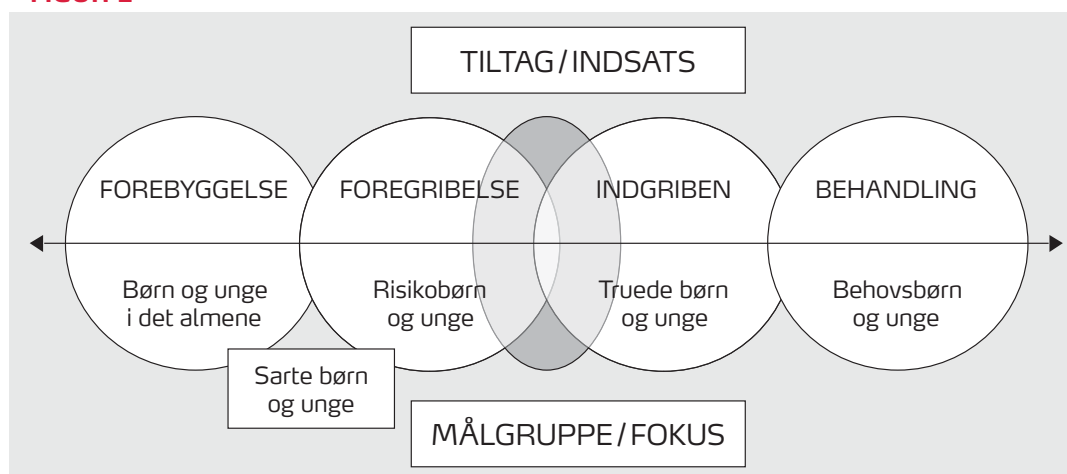 TILTAG/INDSATS
FOREBYGGELSE
FOREGRIBELSE
INDGRIBEN
BEHANDLING
Børn og unge
i det almene
Risikobørn
og unge
Truede børn
og unge
Behovsbørn
og unge
Sarte børn
og unge
MÅLGRUPPE/FOKUS